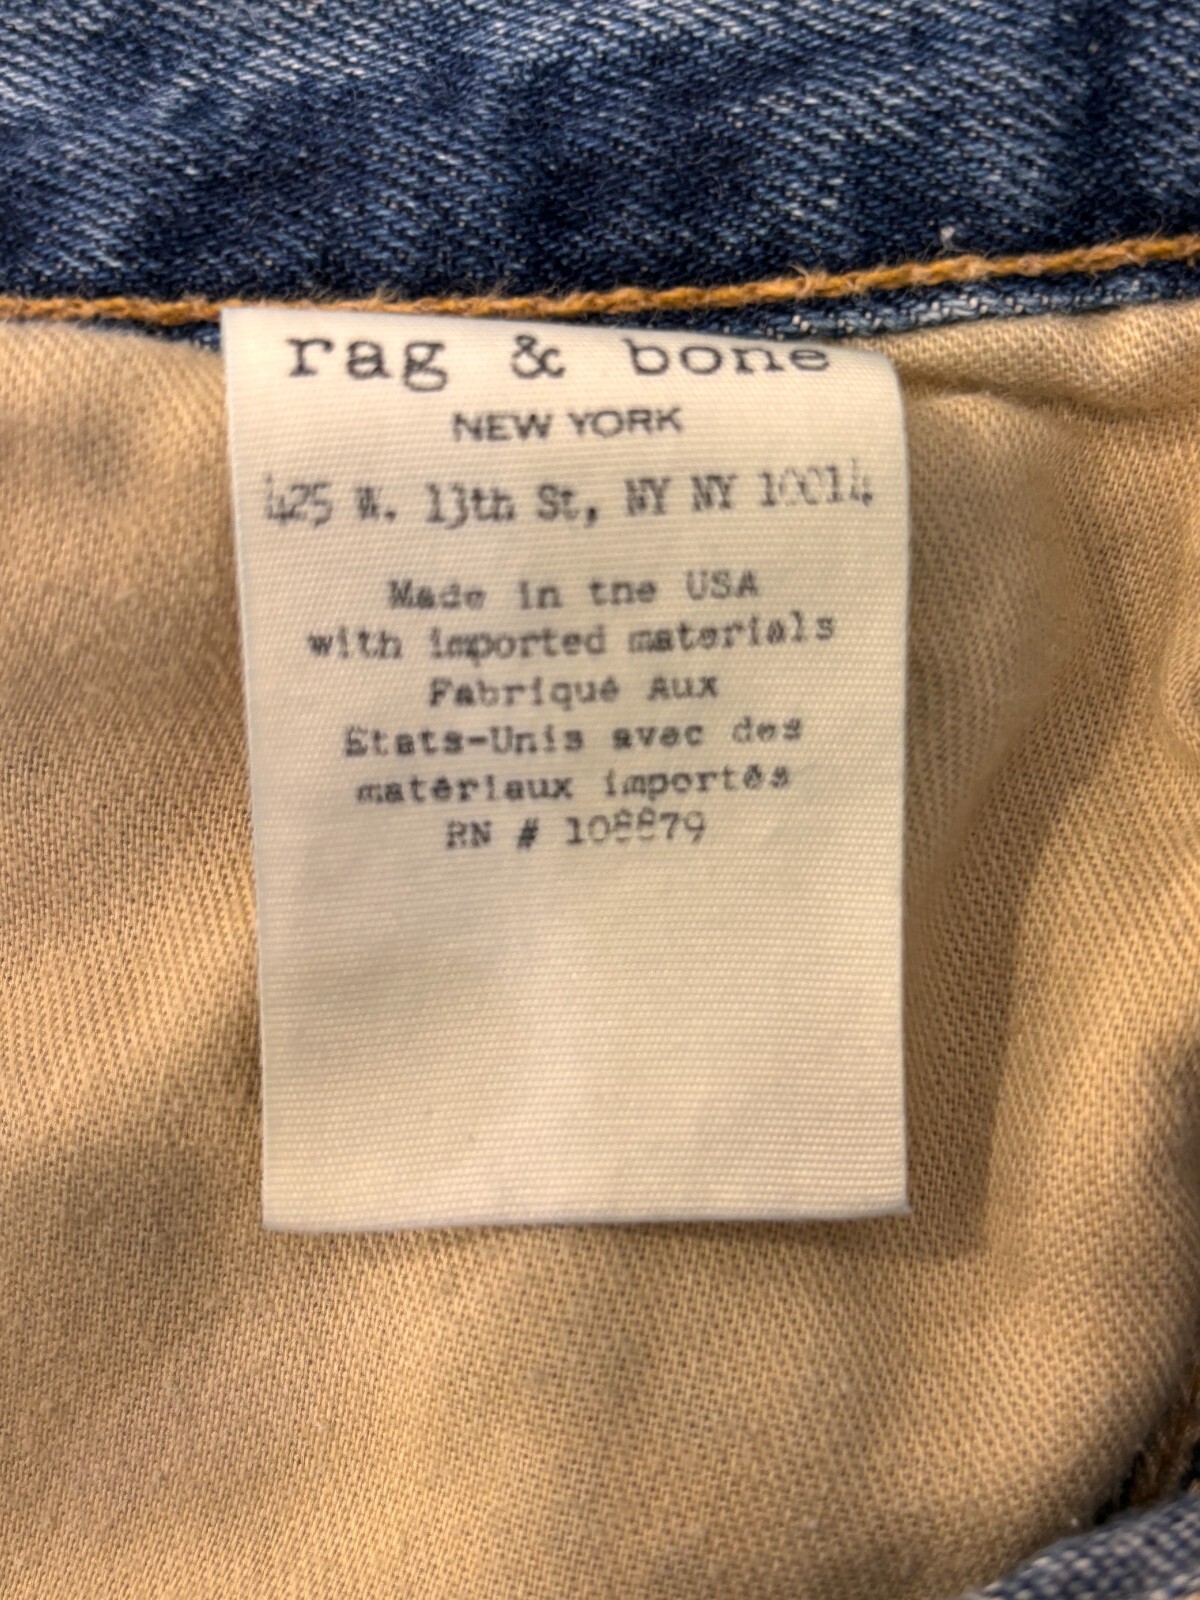 rag & bone
NEW YORK
425 W. 13th St, NY NY 10014
Made in the USA
with imported materials
Fabriqué Aux
États-Unis avec des
matériaux importés
RN # 108879